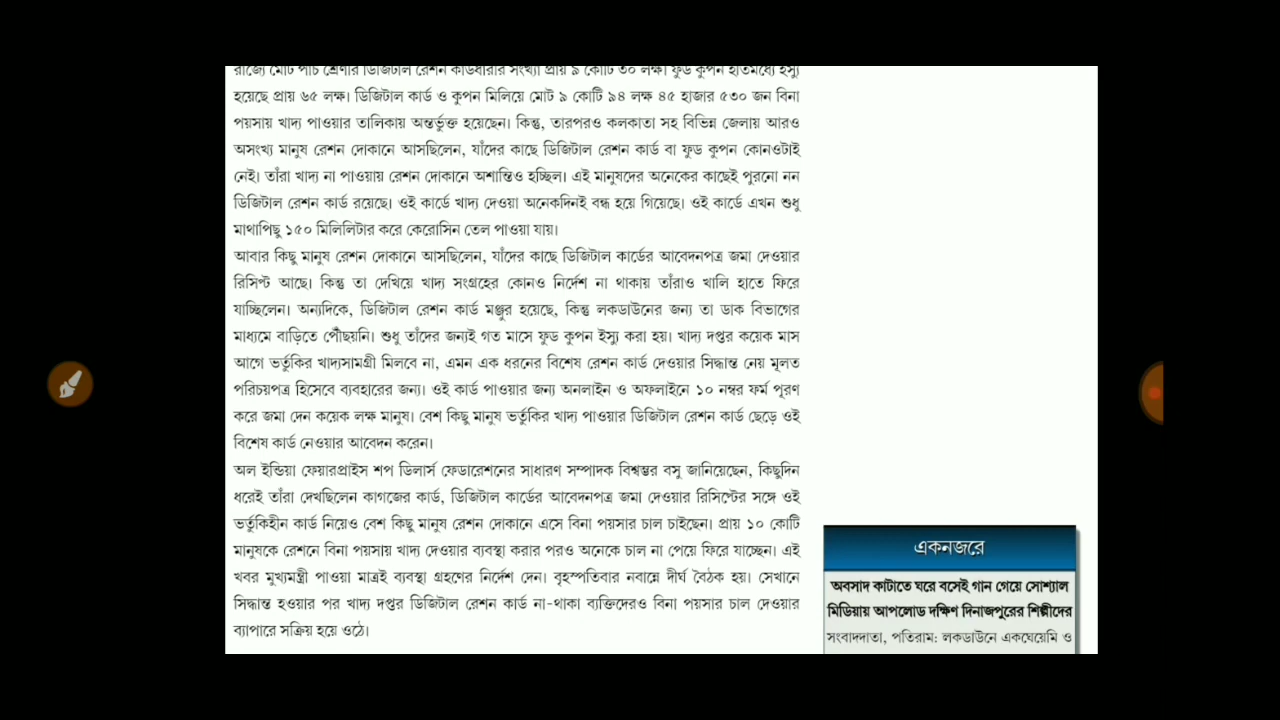 রাজ্যে মোট পাঁচ শ্রেণীর ডিজিটাল রেশন কার্ডধারীর সংখ্যা প্রায় ৯ কোটি ৩০ লক্ষ। ফুড কুপন ইতিমধ্যে ইস্যু
হয়েছে প্রায় ৬৫ লক্ষ। ডিজিটাল কার্ড ও কুপন মিলিয়ে মোট ৯ কোটি ৯৪ লক্ষ ৪৫ হাজার ৫৩০ জন বিনা
পয়সায় খাদ্য পাওয়ার তালিকায় অন্তর্ভুক্ত হয়েছেন। কিন্তু, তারপরও কলকাতা সহ বিভিন্ন জেলায় আরও
অসংখ্য মানুষ রেশন দোকানে আসছিলেন, যাঁদের কাছে ডিজিটাল রেশন কার্ড বা ফুড কুপন কোনওটাই
নেই। তাঁরা খাদ্য না পাওয়ায় রেশন দোকানে অশান্তিও হচ্ছিল। এই মানুষদের অনেকের কাছেই পুরনো নন
ডিজিটাল রেশন কার্ড রয়েছে। ওই কার্ডে খাদ্য দেওয়া অনেকদিনই বন্ধ হয়ে গিয়েছে। ওই কার্ডে এখন শুধু
মাথাপিছু ১৫০ মিলিলিটার করে কেরোসিন তেল পাওয়া যায়।
আবার কিছু মানুষ রেশন দোকানে আসছিলেন, যাঁদের কাছে ডিজিটাল কার্ডের আবেদনপত্র জমা দেওয়ার
রিসিপ্ট আছে। কিন্তু তা দেখিয়ে খাদ্য সংগ্রহের কোনও নির্দেশ না থাকায় তাঁরাও খালি হাতে ফিরে
যাচ্ছিলেন। অন্যদিকে, ডিজিটাল রেশন কার্ড মঞ্জুর হয়েছে, কিন্তু লকডাউনের জন্য তা ডাক বিভাগের
মাধ্যমে বাড়িতে পৌঁছয়নি। শুধু তাঁদের জন্যই গত মাসে ফুড কুপন ইস্যু করা হয়। খাদ্য দপ্তর কয়েক মাস
আগে ভর্তুকির খাদ্যসামগ্রী মিলবে না, এমন এক ধরনের বিশেষ রেশন কার্ড দেওয়ার সিদ্ধান্ত নেয় মূলত
পরিচয়পত্র হিসেবে ব্যবহারের জন্য। ওই কার্ড পাওয়ার জন্য অনলাইন ও অফলাইনে ১০ নম্বর ফর্ম পূরণ
করে জমা দেন কয়েক লক্ষ মানুষ। বেশ কিছু মানুষ ভর্তুকির খাদ্য পাওয়ার ডিজিটাল রেশন কার্ড ছেড়ে ওই
বিশেষ কার্ড নেওয়ার আবেদন করেন।
অল ইন্ডিয়া ফেয়ারপ্রাইস শপ ডিলার্স ফেডারেশনের সাধারণ সম্পাদক বিশ্বম্ভর বসু জানিয়েছেন, কিছুদিন
ধরেই তাঁরা দেখছিলেন কাগজের কার্ড, ডিজিটাল কার্ডের আবেদনপত্র জমা দেওয়ার রিসিপ্টের সঙ্গে ওই
ভর্তুকিহীন কার্ড নিয়েও বেশ কিছু মানুষ রেশন দোকানে এসে বিনা পয়সার চাল চাইছেন। প্রায় ১০ কোটি
মানুষকে রেশনে বিনা পয়সায় খাদ্য দেওয়ার ব্যবস্থা করার পরও অনেকে চাল না পেয়ে ফিরে যাচ্ছেন। এই
খবর মুখ্যমন্ত্রী পাওয়া মাত্রই ব্যবস্থা গ্রহণের নির্দেশ দেন। বৃহস্পতিবার নবান্নে দীর্ঘ বৈঠক হয়। সেখানে
সিদ্ধান্ত হওয়ার পর খাদ্য দপ্তর ডিজিটাল রেশন কার্ড না-থাকা ব্যক্তিদেরও বিনা পয়সার চাল দেওয়ার
ব্যাপারে সক্রিয় হয়ে ওঠে।
একনজরে
অবসাদ কাটাতে ঘরে বসেই গান গেয়ে সোশ্যাল
মিডিয়ায় আপলোড দক্ষিণ দিনাজপুরের শিল্পীদের
সংবাদদাতা, পতিরাম: লকডাউনে একঘেয়েমি ও